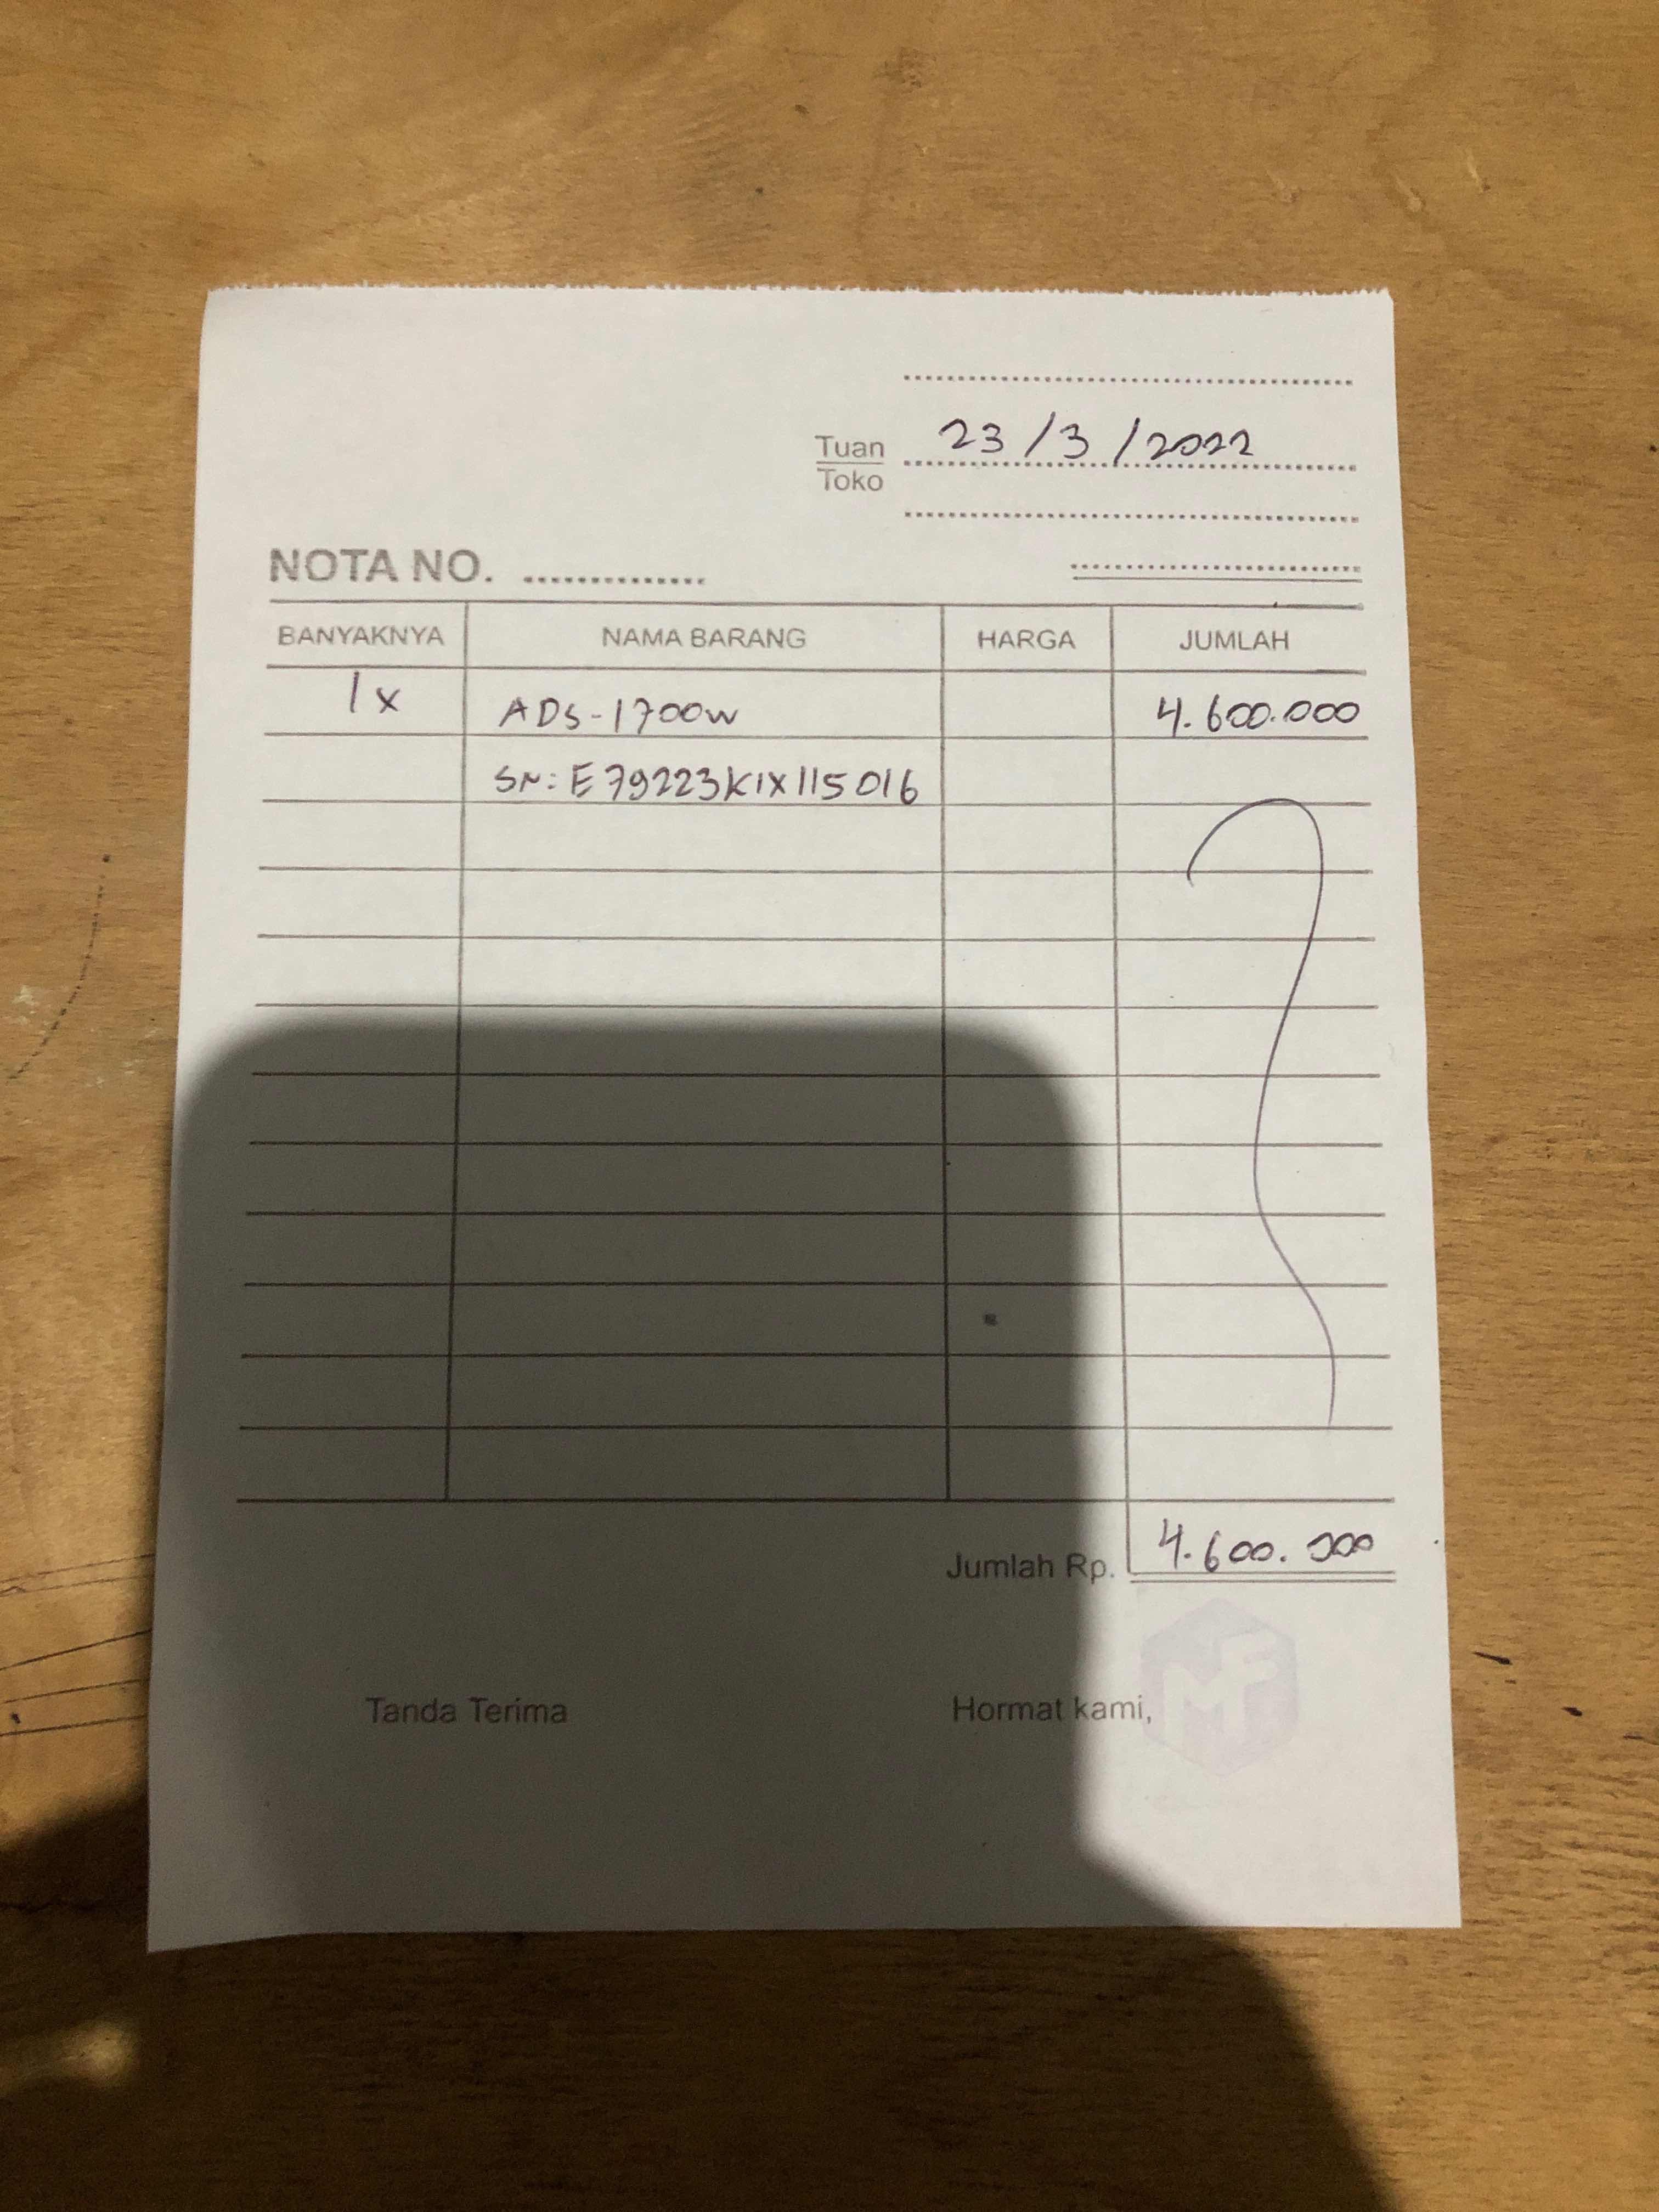 23/3/2022
Tuan
Toko
NOTA NO. ..............
BANYAKNYA NAMA BARANG HARGA JUMLAH
1x ADS-1700W 4.600.000
SN: E79223K1X115016
Jumlah Rp. 4.600.000
Tanda Terima Hormat kami,
MF